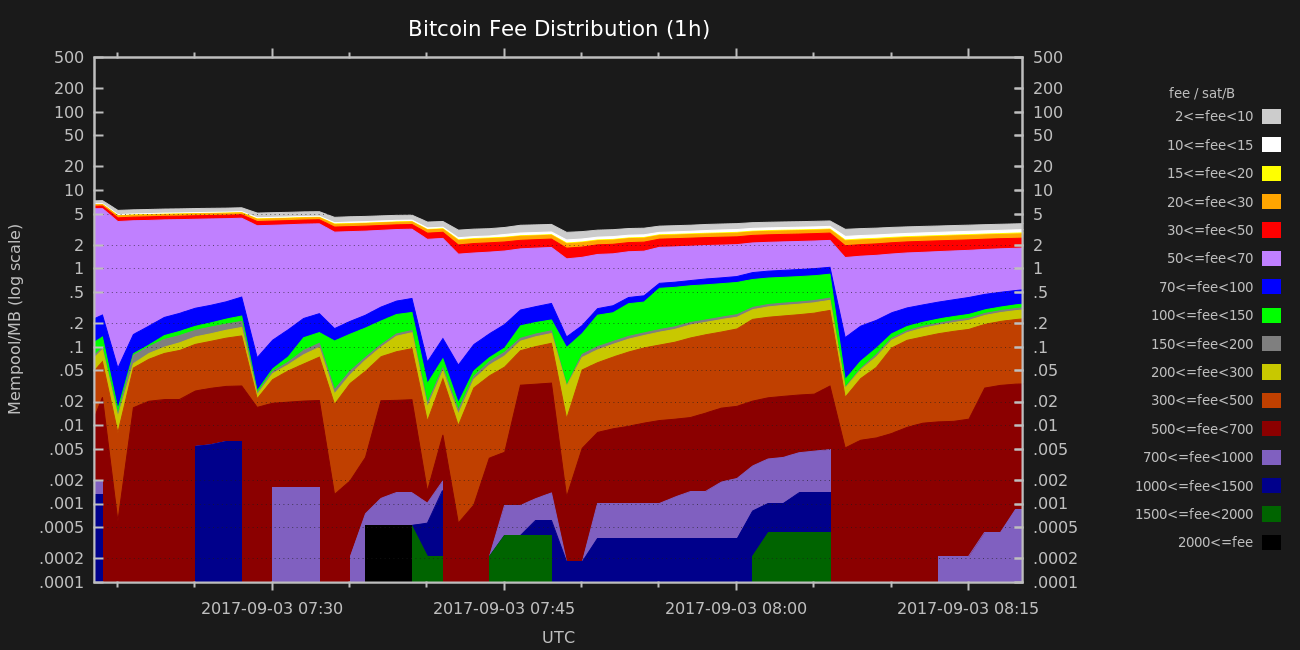 Bitcoin Fee Distribution (1h)
500
200
100
50
20
10
5
2
1
.5
.2
.1
.05
.02
.01
.005
.002
.001
.0005
.0002
.0001
Mempool/MB (log scale)
500
200
100
50
20
10
5
2
1
.5
.2
.1
.05
.02
.01
.005
.002
.001
.0005
.0002
.0001
2017-09-03 07:30 2017-09-03 07:45 2017-09-03 08:00 2017-09-03 08:15
UTC
fee / sat/B
2<=fee<10
10<=fee<15
15<=fee<20
20<=fee<30
30<=fee<50
50<=fee<70
70<=fee<100
100<=fee<150
150<=fee<200
200<=fee<300
300<=fee<500
500<=fee<700
700<=fee<1000
1000<=fee<1500
1500<=fee<2000
2000<=fee